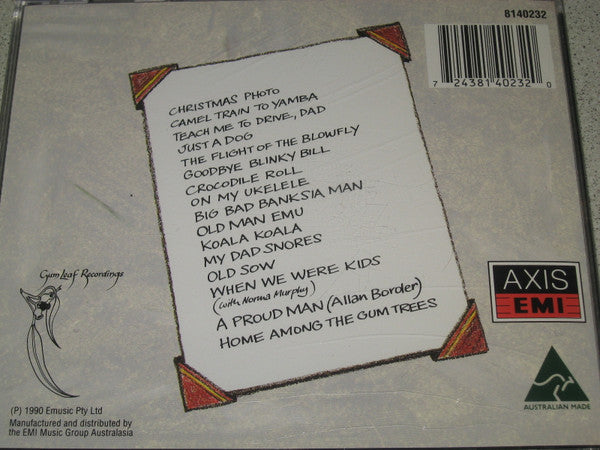 8140232
7 24381 40232 0
CHRISTMAS PHOTO
CAMEL TRAIN TO YAMBA
TEACH ME TO DRIVE, DAD
JUST A DOG
THE FLIGHT OF THE BLOWFLY
GOODBYE BLINKY BILL
CROCODILE ROLL
ON MY UKELELE
BIG BAD BANKSIA MAN
OLD MAN EMU
KOALA KOALA
MY DAD SNORES
OLD SOW
WHEN WE WERE KIDS
(with Norma Murphy)
A PROUD MAN (Allan Border)
HOME AMONG THE GUM TREES
Gum Leaf Recordings
AXIS
EMI
AUSTRALIAN MADE
(P) 1990 Emusic Pty Ltd
Manufactured and distributed by
the EMI Music Group Australasia